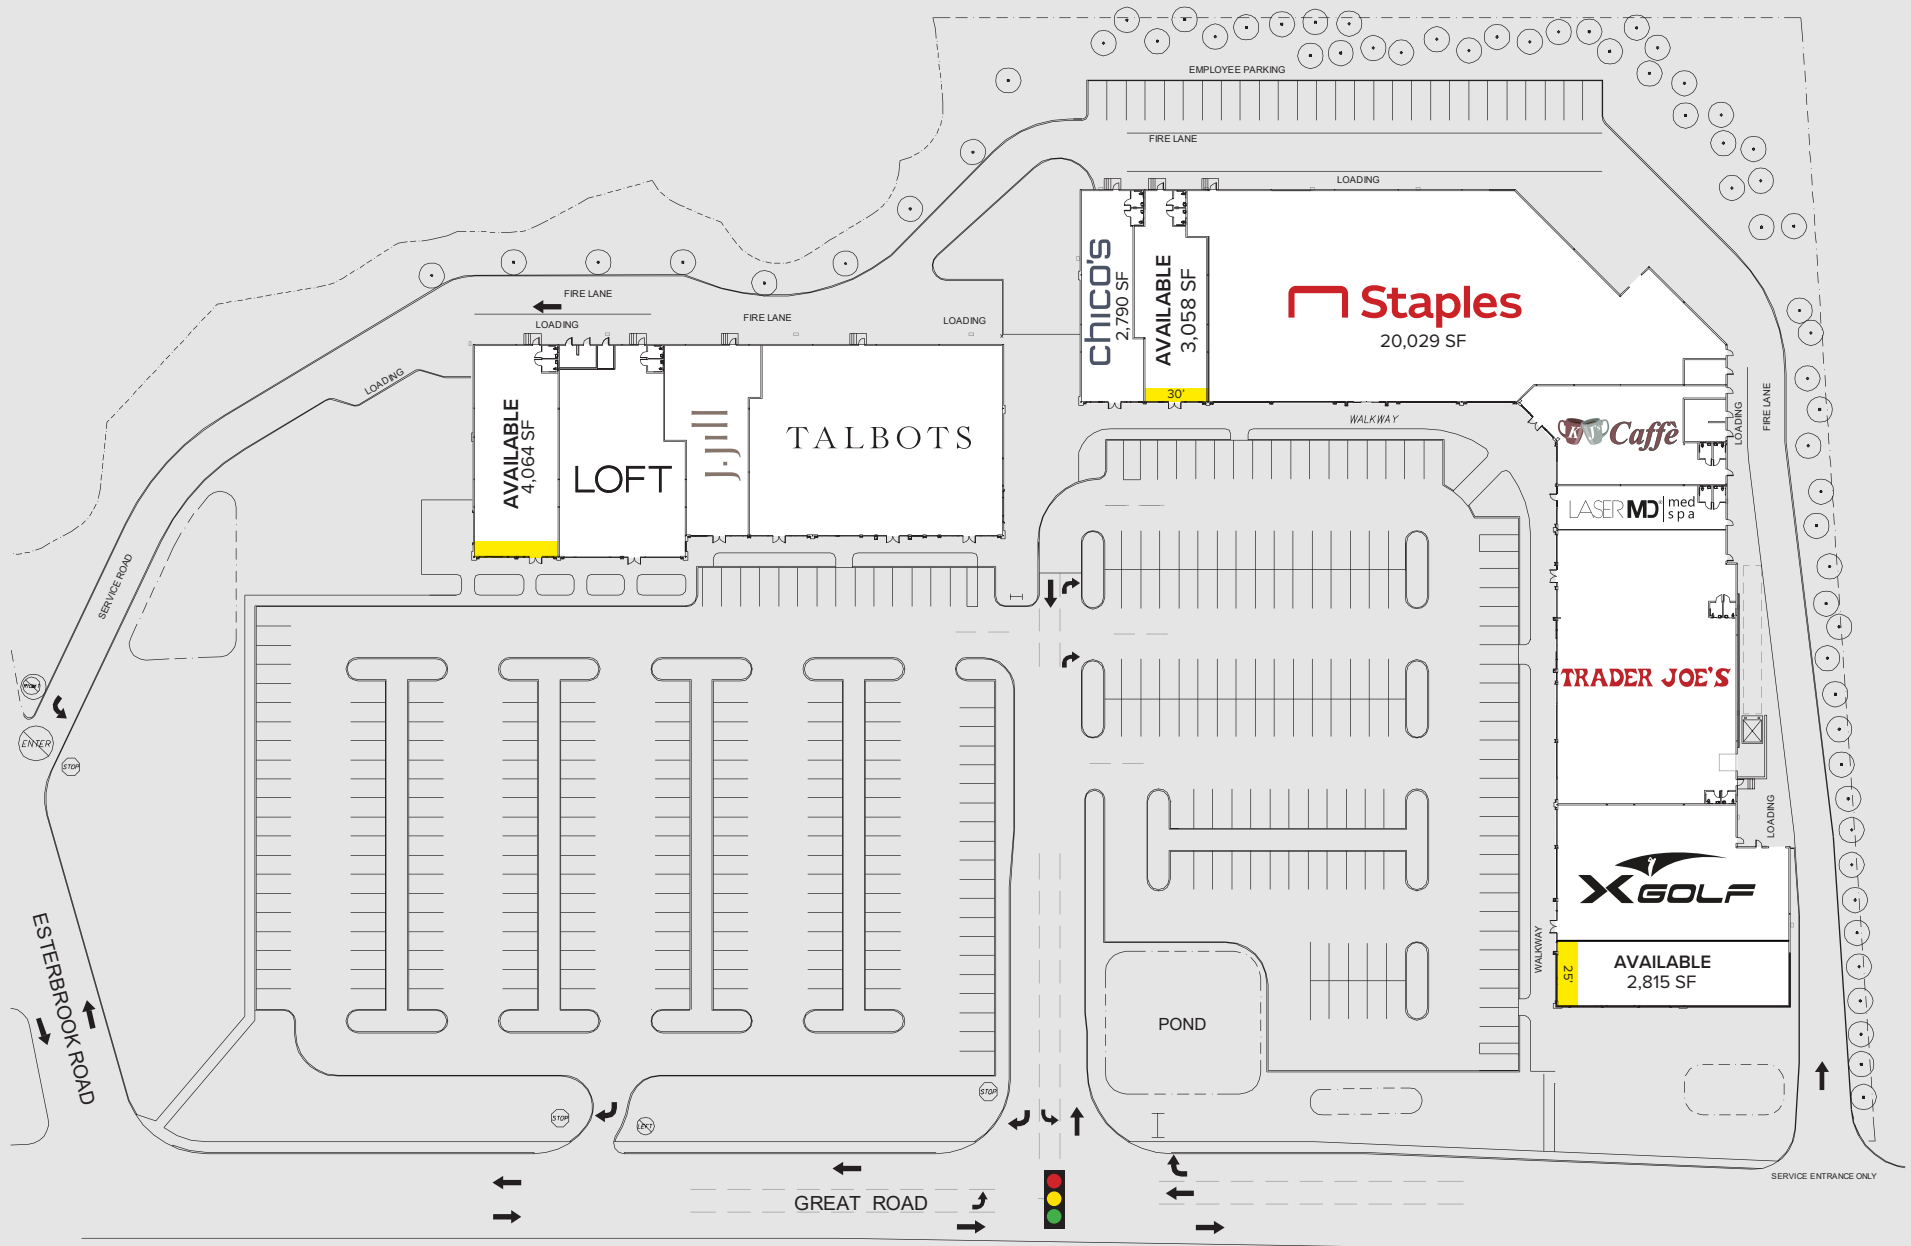 EMPLOYEE PARKING
FIRE LANE
LOADING
FIRE LANE
LOADING
FIRE LANE
LOADING
LOADING
chico's
2,790 SF
AVAILABLE
3,058 SF
30'
Staples
20,029 SF
WALKWAY
LOADING
FIRE LANE
AVAILABLE
4,064 SF
LOFT
J.Jill
TALBOTS
KJ's Caffè
LASER MD med
spa
TRADER JOE'S
LOADING
X GOLF
WALKWAY
25'
AVAILABLE
2,815 SF
SERVICE ROAD
ENTER
STOP
ESTERBROOK ROAD
POND
STOP
STOP
LEFT
GREAT ROAD
SERVICE ENTRANCE ONLY